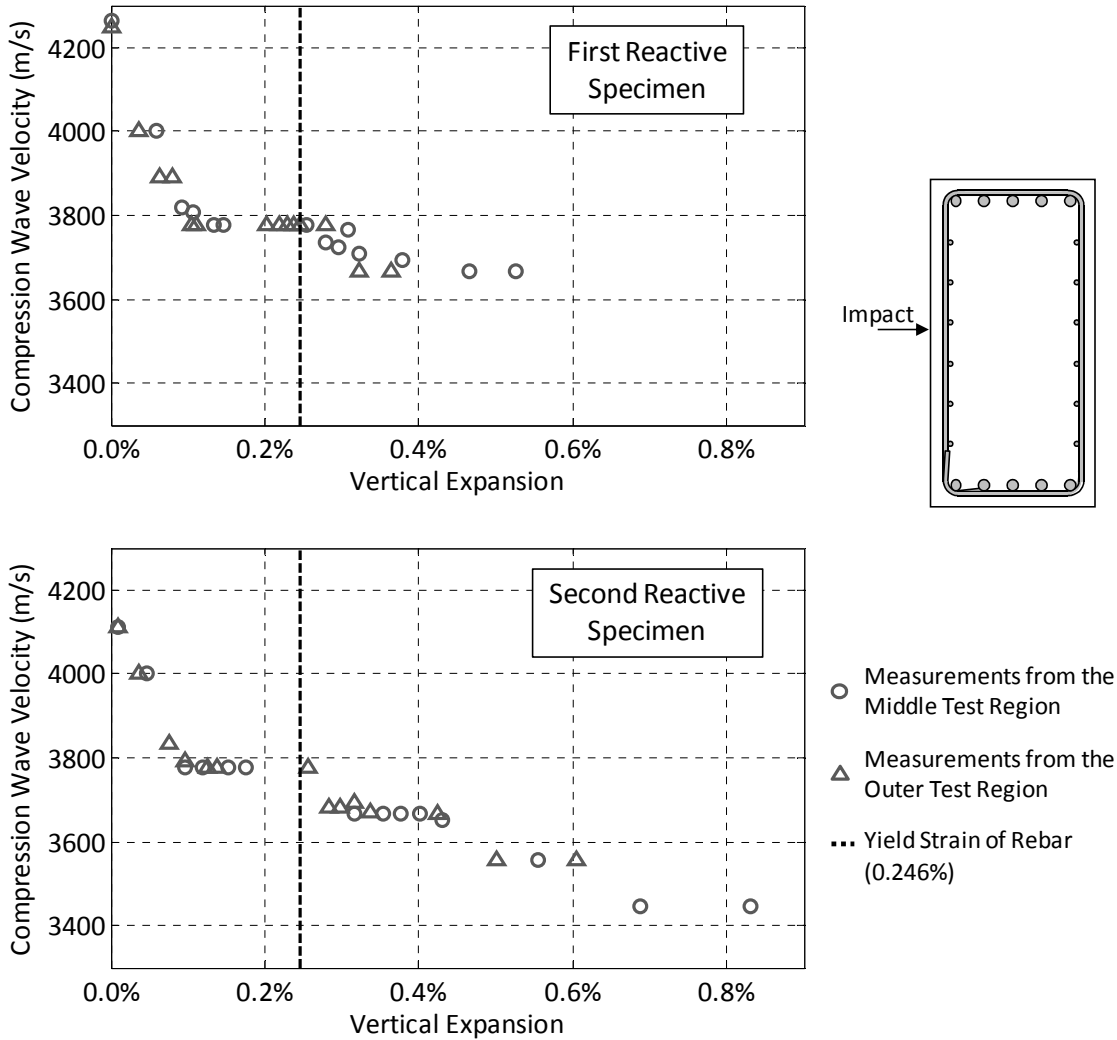 Compression Wave Velocity (m/s)
4200
4000
3800
3600
3400
First Reactive
Specimen
0.0%
0.2%
0.4%
0.6%
0.8%
Vertical Expansion
Impact
Compression Wave Velocity (m/s)
4200
4000
3800
3600
3400
Second Reactive
Specimen
0.0%
0.2%
0.4%
0.6%
0.8%
Vertical Expansion
Measurements from the
Middle Test Region
Measurements from the
Outer Test Region
Yield Strain of Rebar
(0.246%)